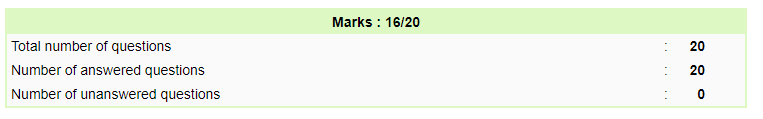 Marks : 16/20
Total number of questions : 20
Number of answered questions : 20
Number of unanswered questions : 0